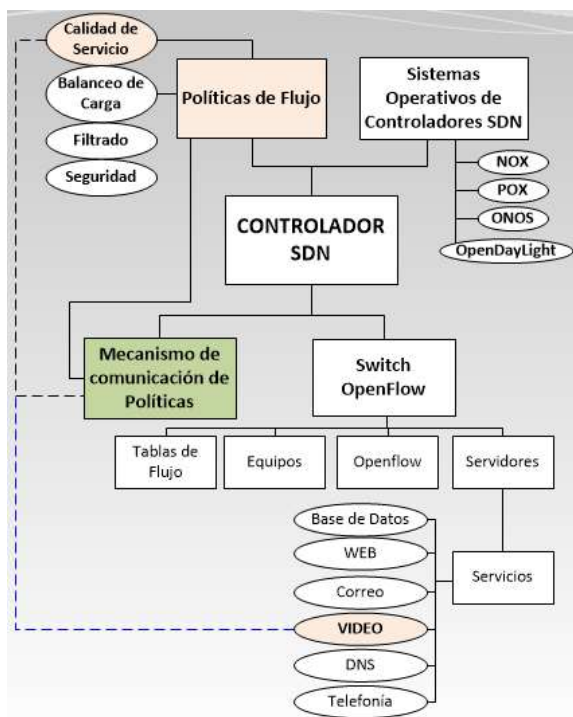 Calidad de
Servicio
Balanceo de
Carga
Filtrado
Seguridad
Políticas de Flujo
Sistemas
Operativos de
Controladores SDN
NOX
POX
ONOS
OpenDayLight
CONTROLADOR
SDN
Mecanismo de
comunicación de
Políticas
Switch
OpenFlow
Tablas de
Flujo
Equipos
Openflow
Servidores
Base de Datos
WEB
Correo
VIDEO
DNS
Telefonía
Servicios